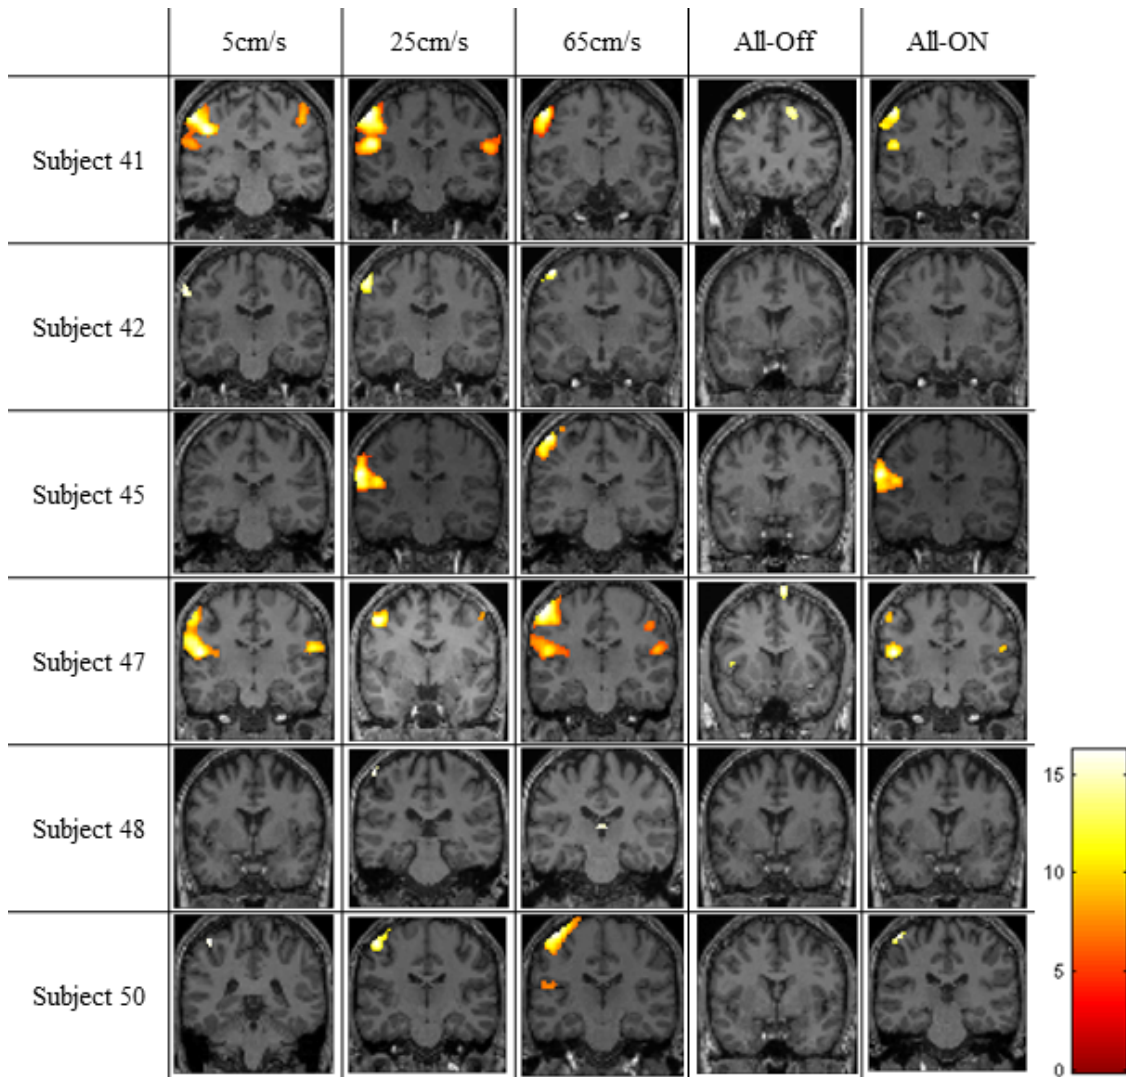 5cm/s 25cm/s 65cm/s All-Off All-ON
Subject 41
Subject 42
Subject 45
Subject 47
Subject 48
Subject 50
15
10
5
0